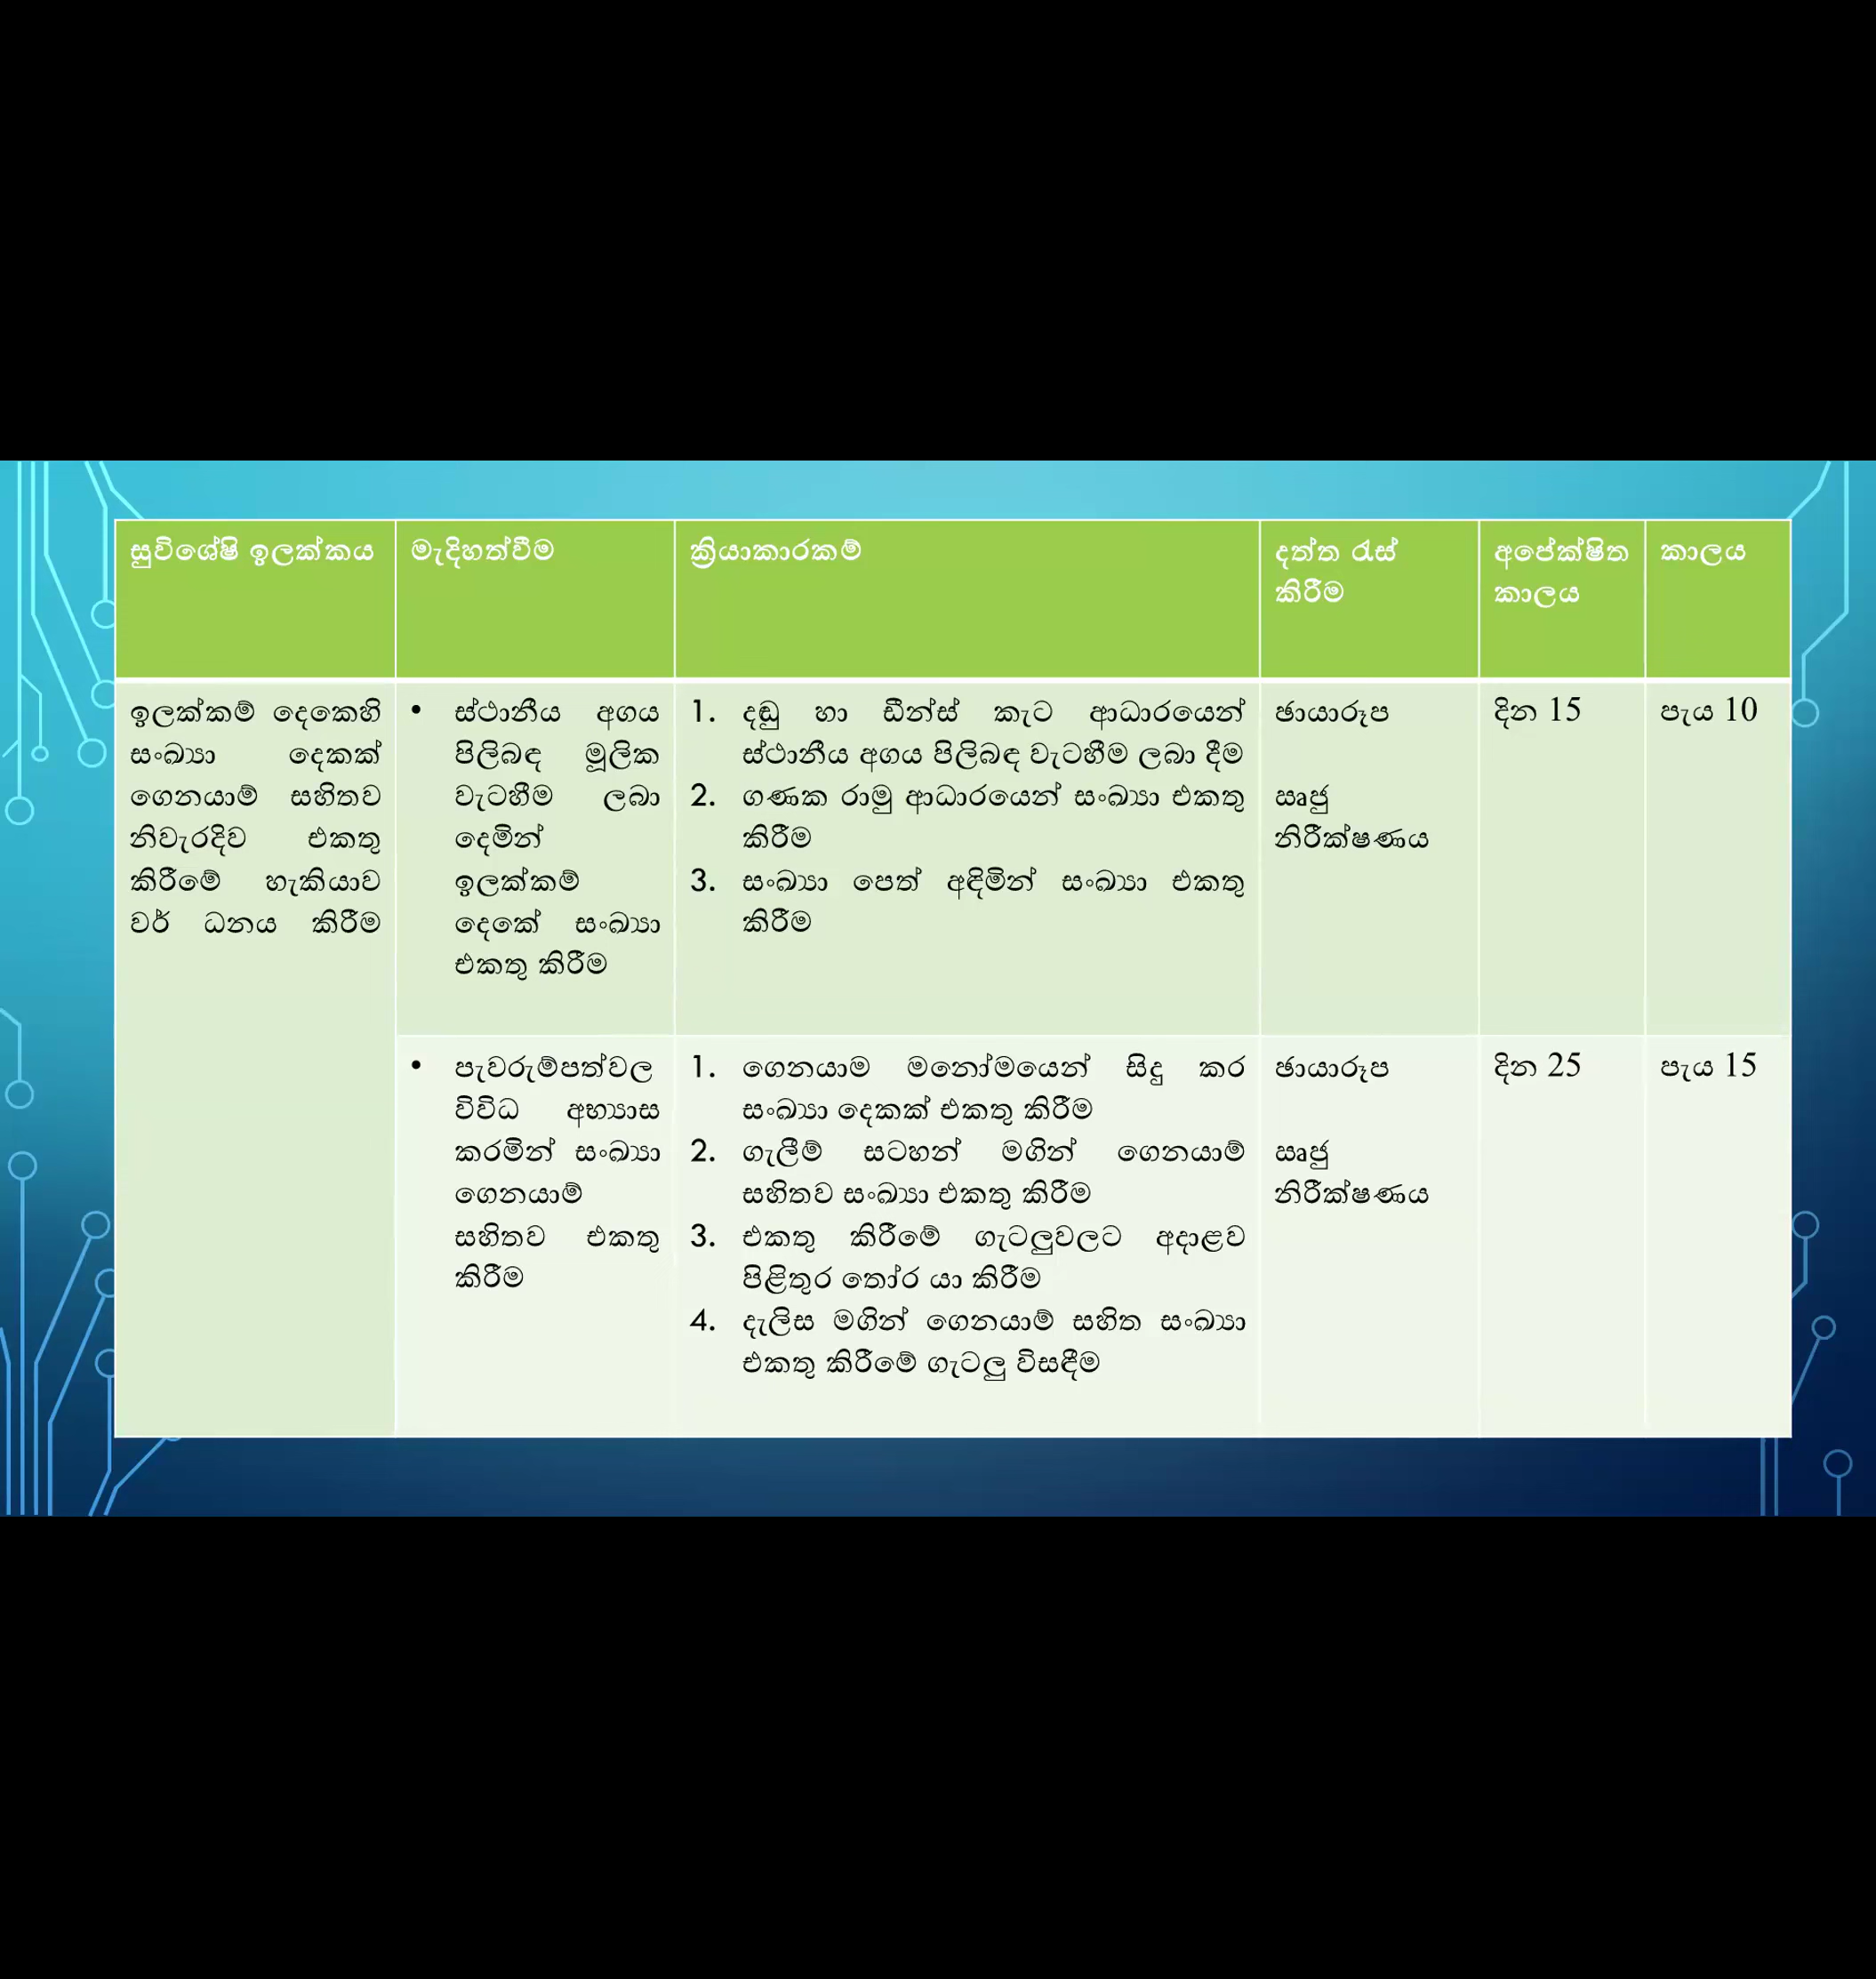 සුවිශේෂි ඉලක්කය
මැදිහත්වීම
ක්‍රියාකාරකම්
දත්ත රැස්
කිරීම
අපේක්ෂිත
කාලය
කාලය
ඉලක්කම් දෙකෙහි
සංඛ්‍යා දෙකක්
ගෙනයාම් සහිතව
නිවැරදිව එකතු
කිරීමේ හැකියාව
වර් ධනය කිරීම
• ස්ථානීය අගය
පිලිබඳ මූලික
වැටහීම ලබා
දෙමින්
ඉලක්කම්
දෙකේ සංඛ්‍යා
එකතු කිරීම
1. දඬු හා ඩීන්ස් කැට ආධාරයෙන්
ස්ථානීය අගය පිලිබඳ වැටහීම ලබා දීම
2. ගණක රාමු ආධාරයෙන් සංඛ්‍යා එකතු
කිරීම
3. සංඛ්‍යා පෙත් අඳිමින් සංඛ්‍යා එකතු
කිරීම
ඡායාරූප
ඍජු
නිරීක්ෂණය
දින 15
පැය 10
• පැවරුම්පත්වල
විවිධ අභ්‍යාස
කරමින් සංඛ්‍යා
ගෙනයාම්
සහිතව එකතු
කිරීම
1. ගෙනයාම මනෝමයෙන් සිදු කර
සංඛ්‍යා දෙකක් එකතු කිරීම
2. ගැලීම් සටහන් මගින් ගෙනයාම්
සහිතව සංඛ්‍යා එකතු කිරීම
3. එකතු කිරීමේ ගැටලුවලට අදාළව
පිළිතුර තෝර යා කිරීම
4. දැලිස මගින් ගෙනයාම් සහිත සංඛ්‍යා
එකතු කිරීමේ ගැටලු විසඳීම
ඡායාරූප
ඍජු
නිරීක්ෂණය
දින 25
පැය 15